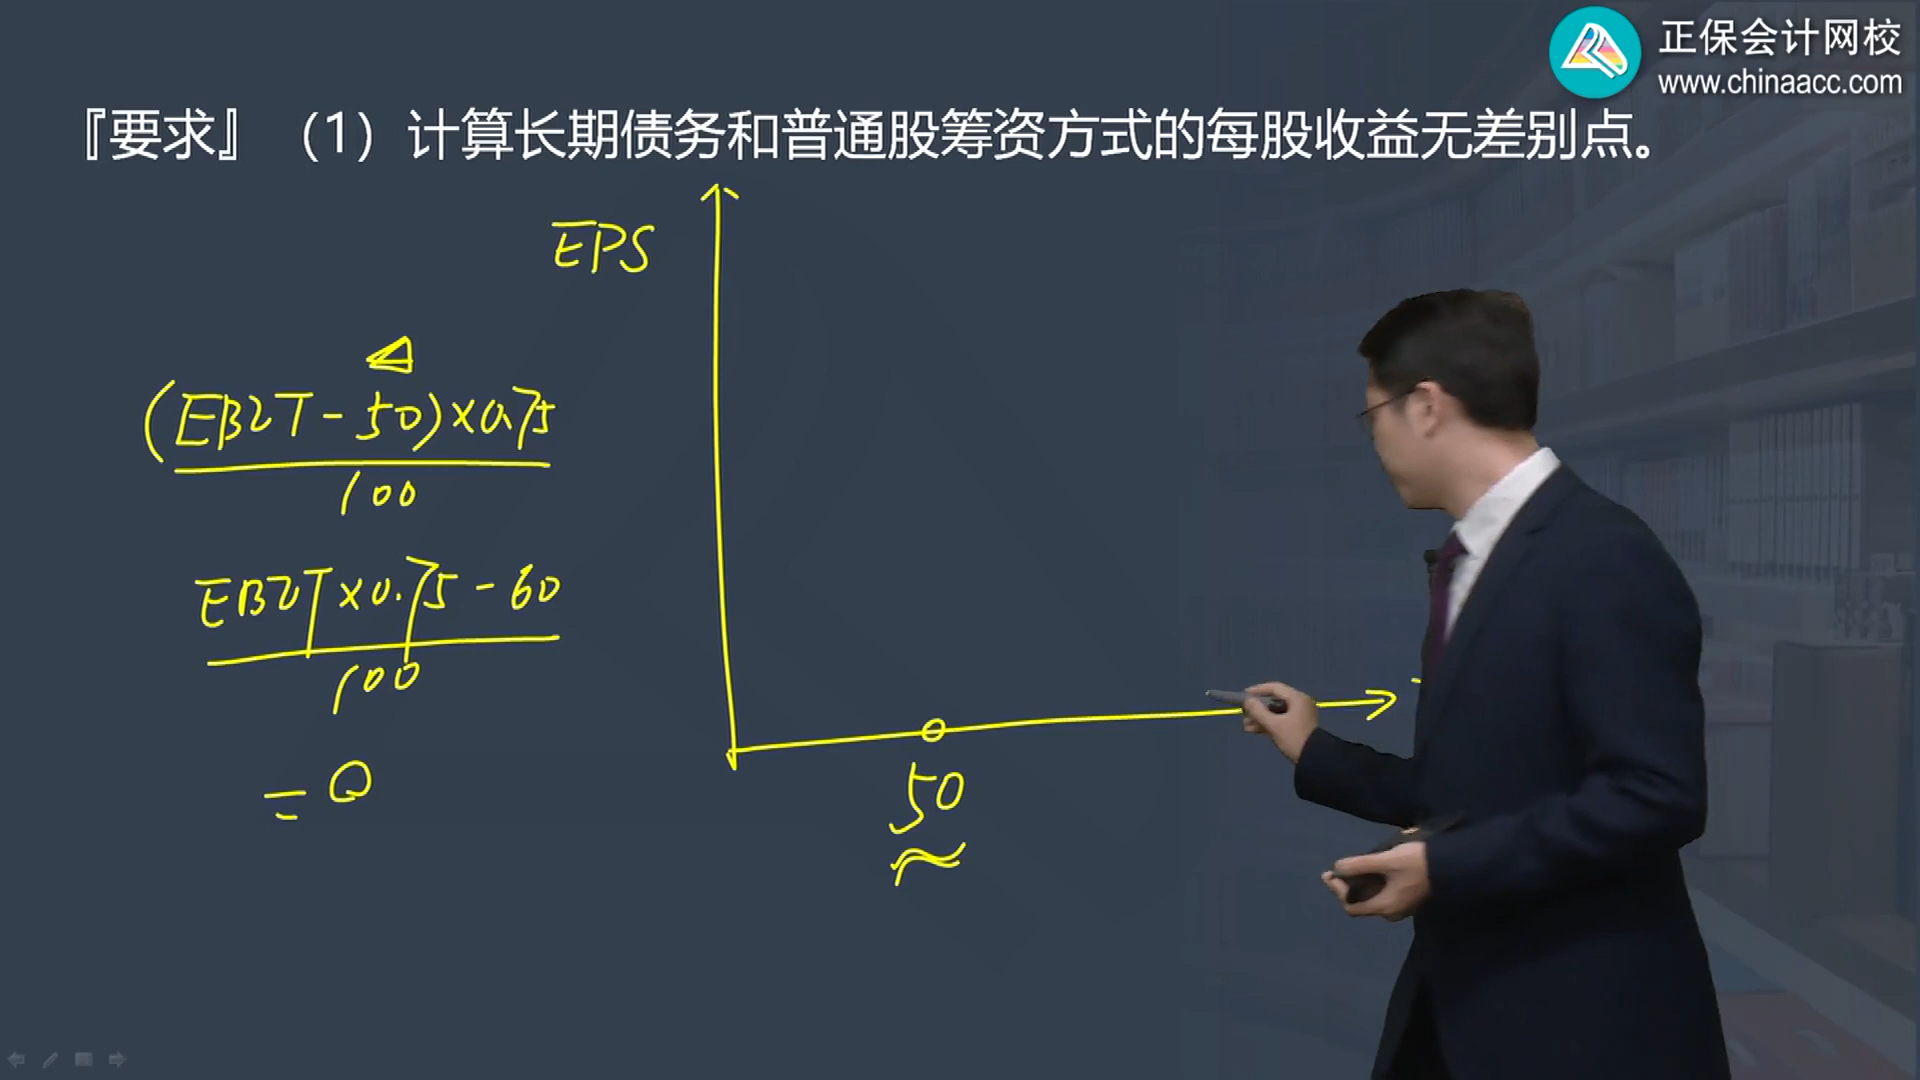 正保会计网校
www.chinaacc.com
『要求』（1）计算长期债务和普通股筹资方式的每股收益无差别点。
EPS
(EBIT-50)×0.75
100
EBIT×0.75-60
100
=0
50